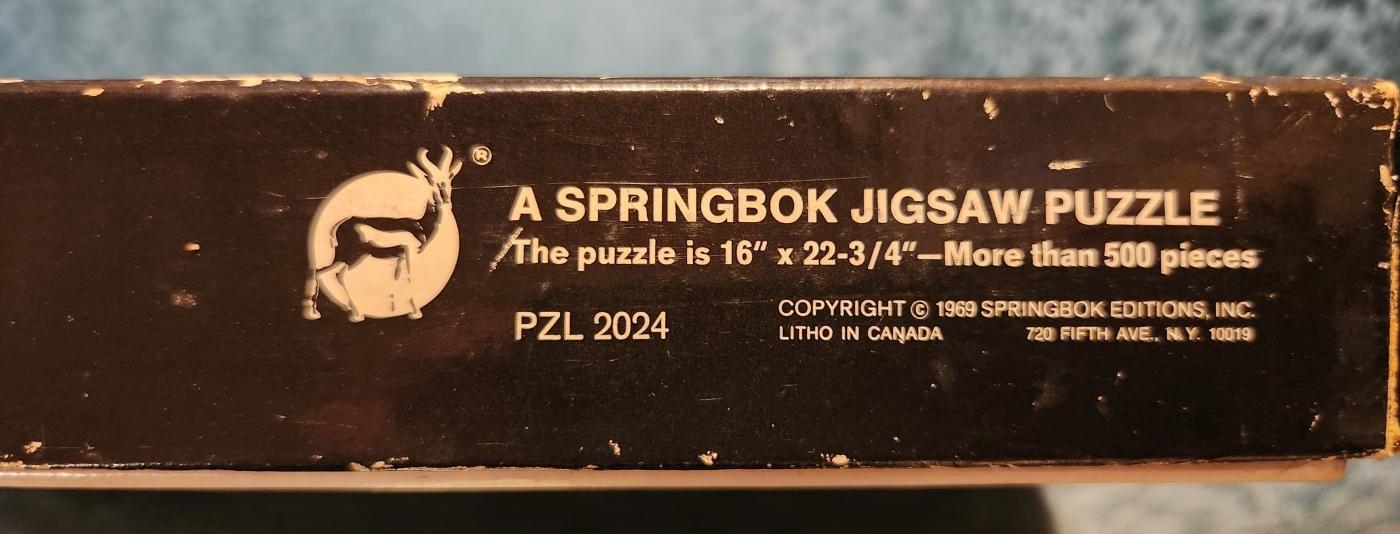 ®
A SPRINGBOK JIGSAW PUZZLE
The puzzle is 16" x 22-3/4"—More than 500 pieces
PZL 2024
COPYRIGHT © 1969 SPRINGBOK EDITIONS, INC.
LITHO IN CANADA 720 FIFTH AVE., N.Y. 10019